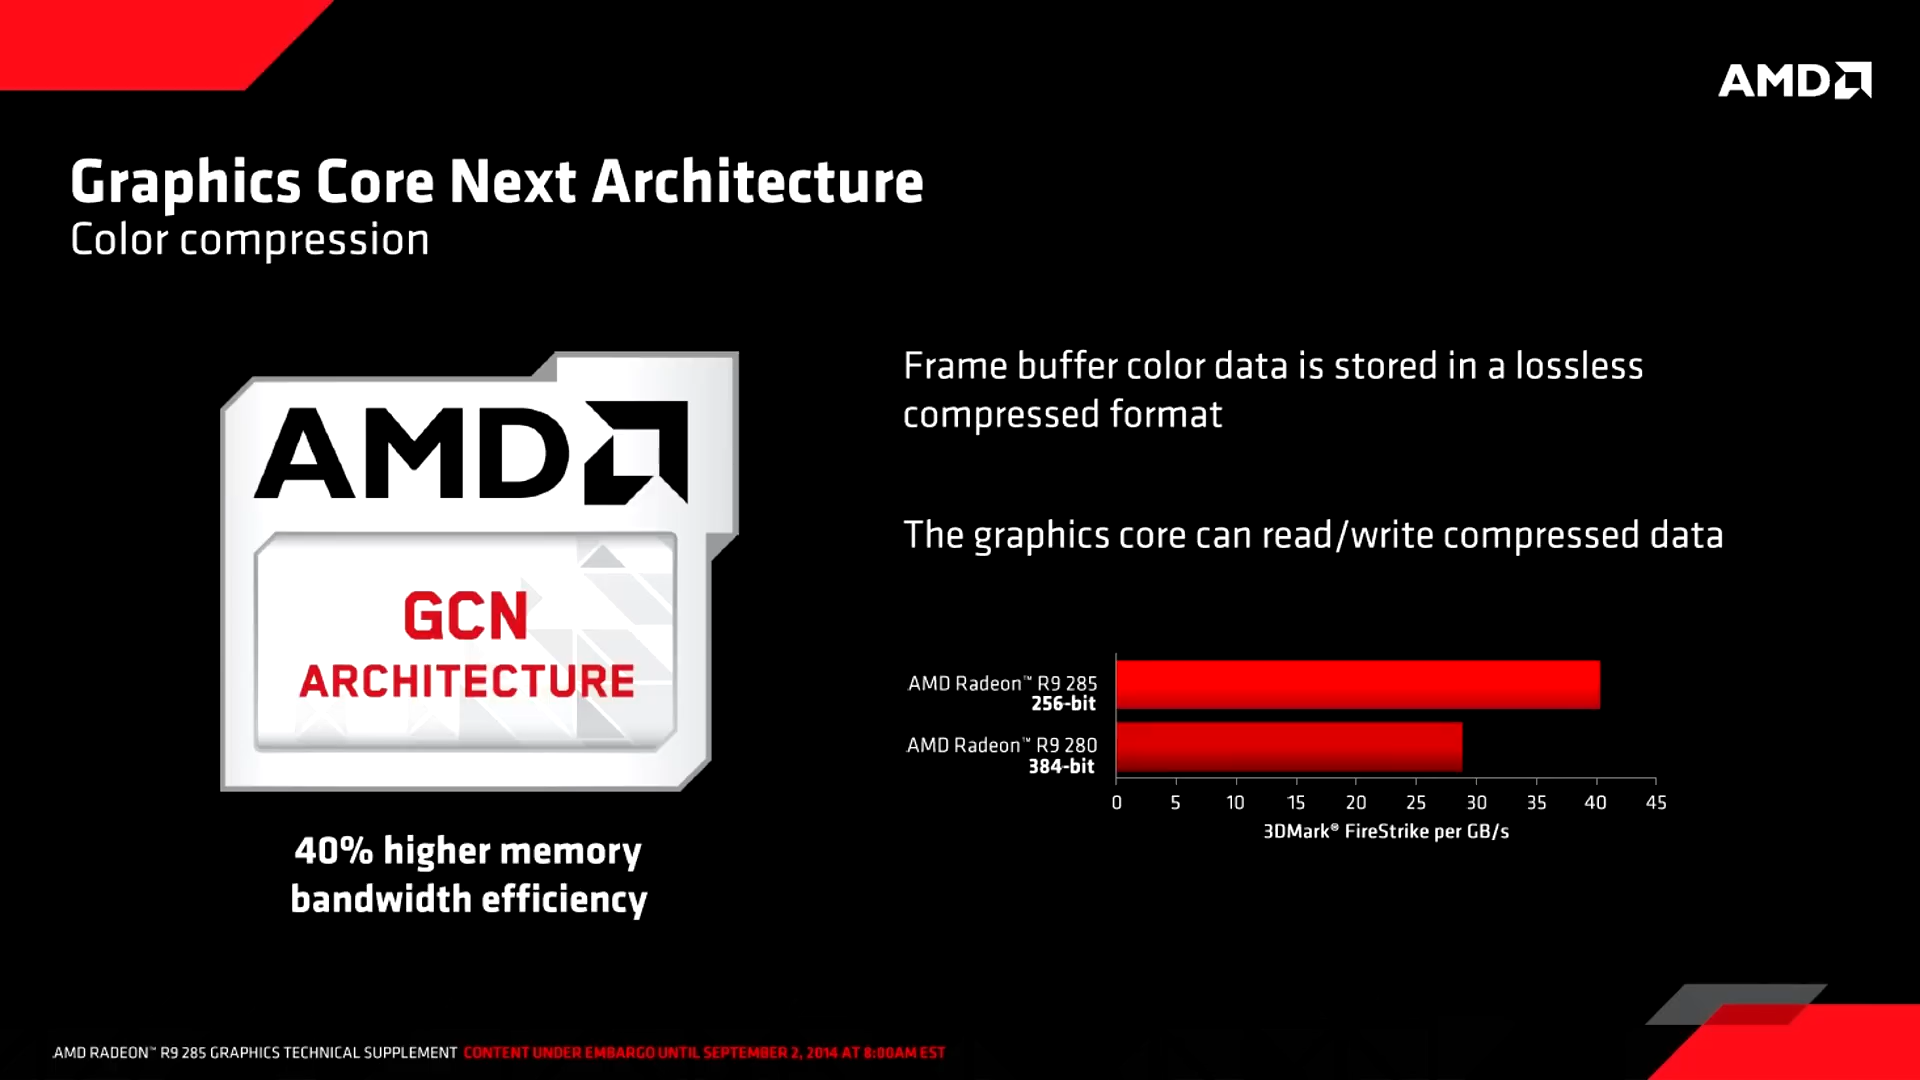 AMD
Graphics Core Next Architecture
Color compression
AMD
GCN
ARCHITECTURE
40% higher memory
bandwidth efficiency
Frame buffer color data is stored in a lossless
compressed format
The graphics core can read/write compressed data
AMD Radeon™ R9 285
256-bit
AMD Radeon™ R9 280
384-bit
0 5 10 15 20 25 30 35 40 45
3DMark® FireStrike per GB/s
AMD RADEON™ R9 285 GRAPHICS TECHNICAL SUPPLEMENT CONTENT UNDER EMBARGO UNTIL SEPTEMBER 2, 2014 AT 8:00AM EST